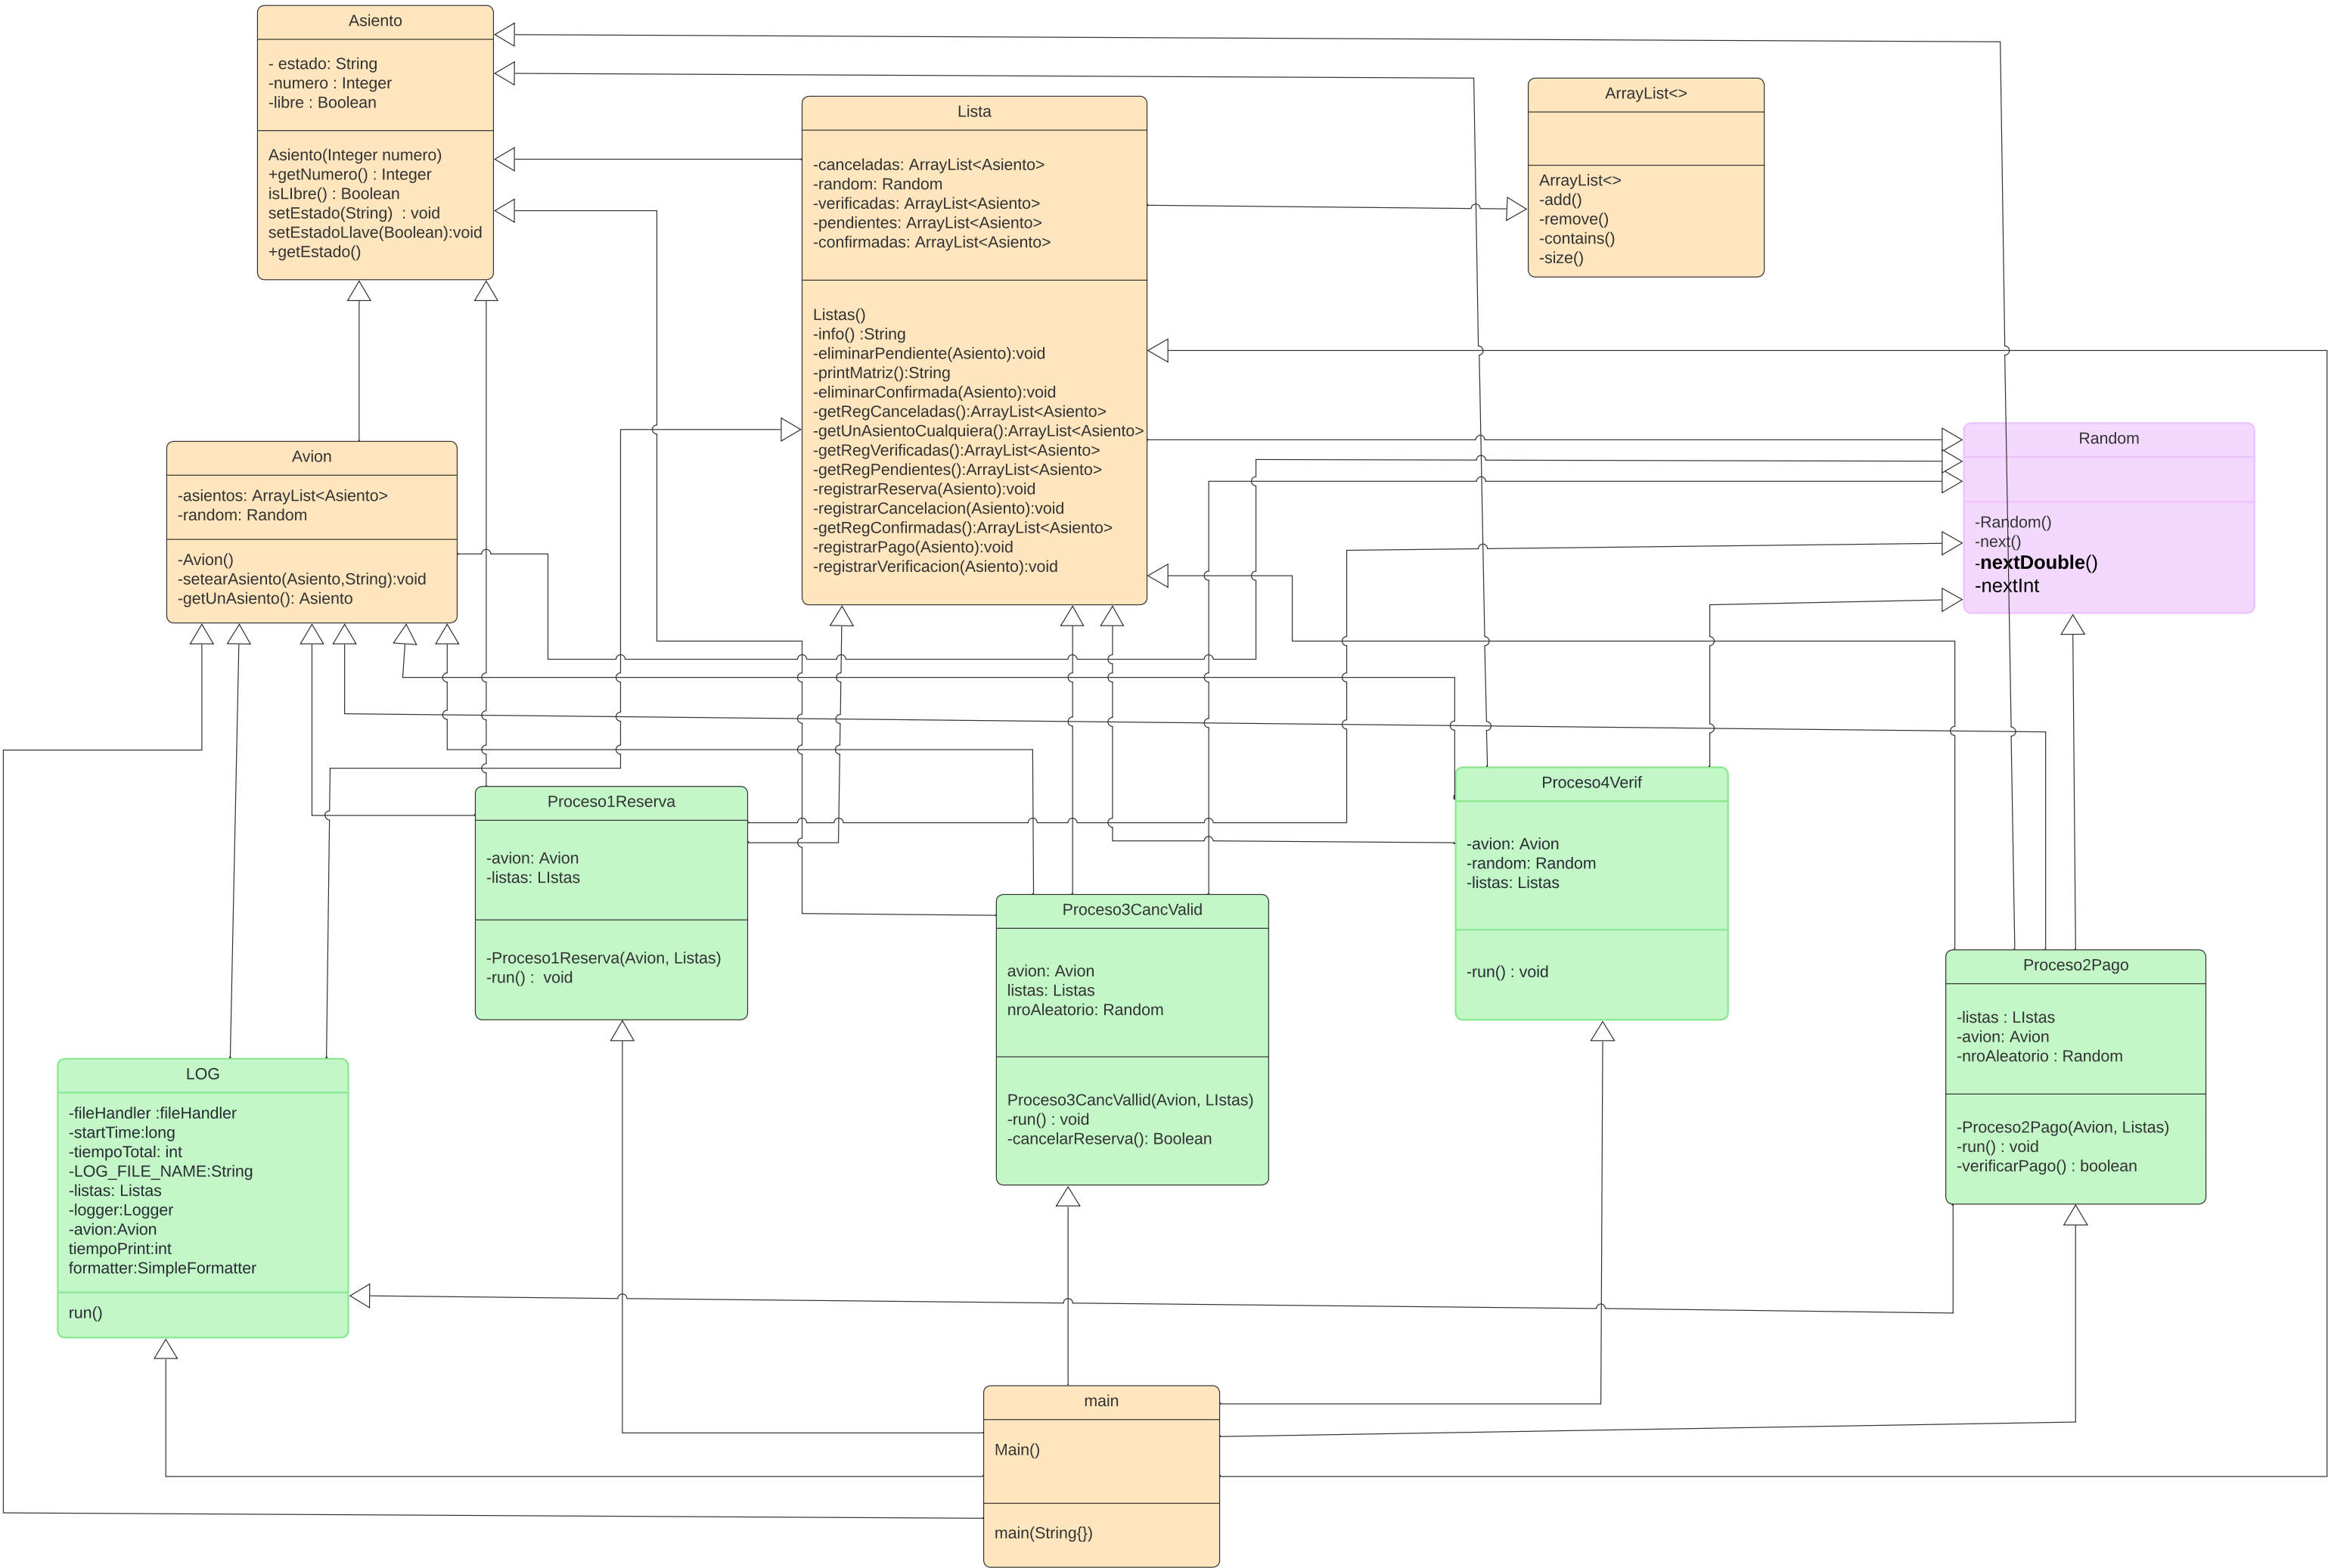 Asiento
- estado: String
-numero : Integer
-libre : Boolean
Asiento(Integer numero)
+getNumero() : Integer
isLIbre() : Boolean
setEstado(String)  : void
setEstadoLlave(Boolean):void
+getEstado()
Lista
-canceladas: ArrayList<Asiento>
-random: Random
-verificadas: ArrayList<Asiento>
-pendientes: ArrayList<Asiento>
-confirmadas: ArrayList<Asiento>
Listas()
-info() :String
-eliminarPendiente(Asiento):void
-printMatriz():String
-eliminarConfirmada(Asiento):void
-getRegCanceladas():ArrayList<Asiento>
-getUnAsientoCualquiera():ArrayList<Asiento>
-getRegVerificadas():ArrayList<Asiento>
-getRegPendientes():ArrayList<Asiento>
-registrarReserva(Asiento):void
-registrarCancelacion(Asiento):void
-getRegConfirmadas():ArrayList<Asiento>
-registrarPago(Asiento):void
-registrarVerificacion(Asiento):void
ArrayList<>
ArrayList<>
-add()
-remove()
-contains()
-size()
Avion
-asientos: ArrayList<Asiento>
-random: Random
-Avion()
-setearAsiento(Asiento,String):void
-getUnAsiento(): Asiento
Random
-Random()
-next()
-nextDouble()
-nextInt
Proceso1Reserva
-avion: Avion
-listas: LIstas
-Proceso1Reserva(Avion, Listas)
-run() :  void
Proceso3CancValid
avion: Avion
listas: Listas
nroAleatorio: Random
Proceso3CancVallid(Avion, LIstas)
-run() : void
-cancelarReserva(): Boolean
Proceso4Verif
-avion: Avion
-random: Random
-listas: Listas
-run() : void
Proceso2Pago
-listas : LIstas
-avion: Avion
-nroAleatorio : Random
-Proceso2Pago(Avion, Listas)
-run() : void
-verificarPago() : boolean
LOG
-fileHandler :fileHandler
-startTime:long
-tiempoTotal: int
-LOG_FILE_NAME:String
-listas: Listas
-logger:Logger
-avion:Avion
tiempoPrint:int
formatter:SimpleFormatter
run()
main
Main()
main(String{})